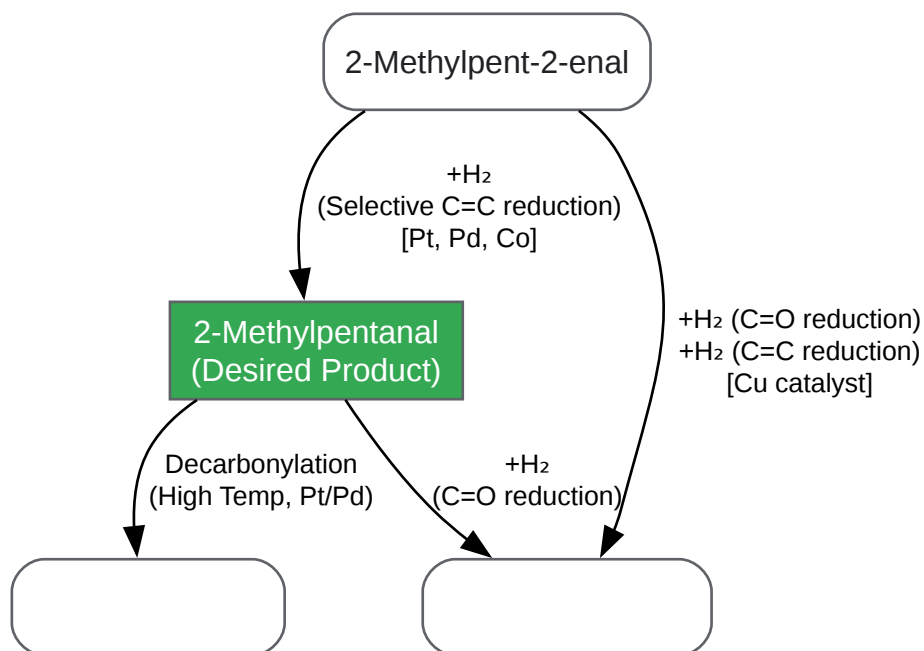 2-Methylpent-2-enal
+H₂
(Selective C=C reduction)
[Pt, Pd, Co]
2-Methylpentanal
(Desired Product)
+H₂ (C=O reduction)
+H₂ (C=C reduction)
[Cu catalyst]
Decarbonylation
(High Temp, Pt/Pd)
+H₂
(C=O reduction)